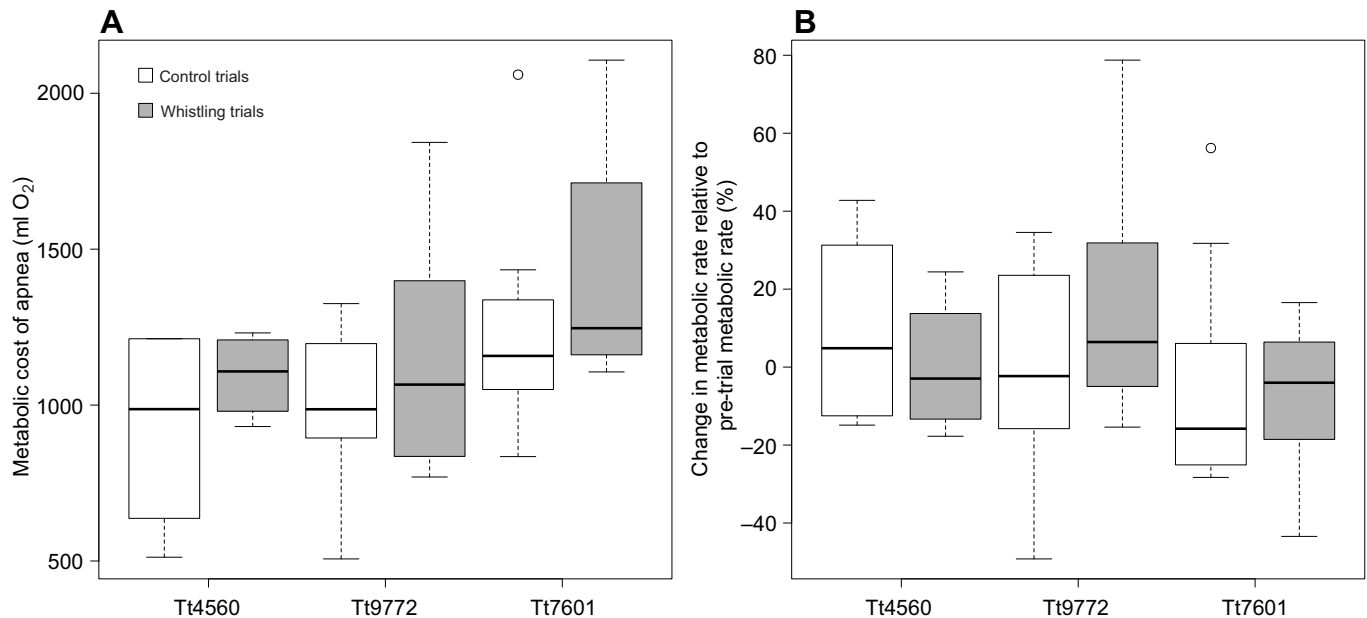 A
Control trials
Whistling trials
Metabolic cost of apnea (ml O₂)
2000
1500
1000
500
Tt4560
Tt9772
Tt7601
B
Change in metabolic rate relative to
pre-trial metabolic rate (%)
80
60
40
20
0
–20
–40
Tt4560
Tt9772
Tt7601